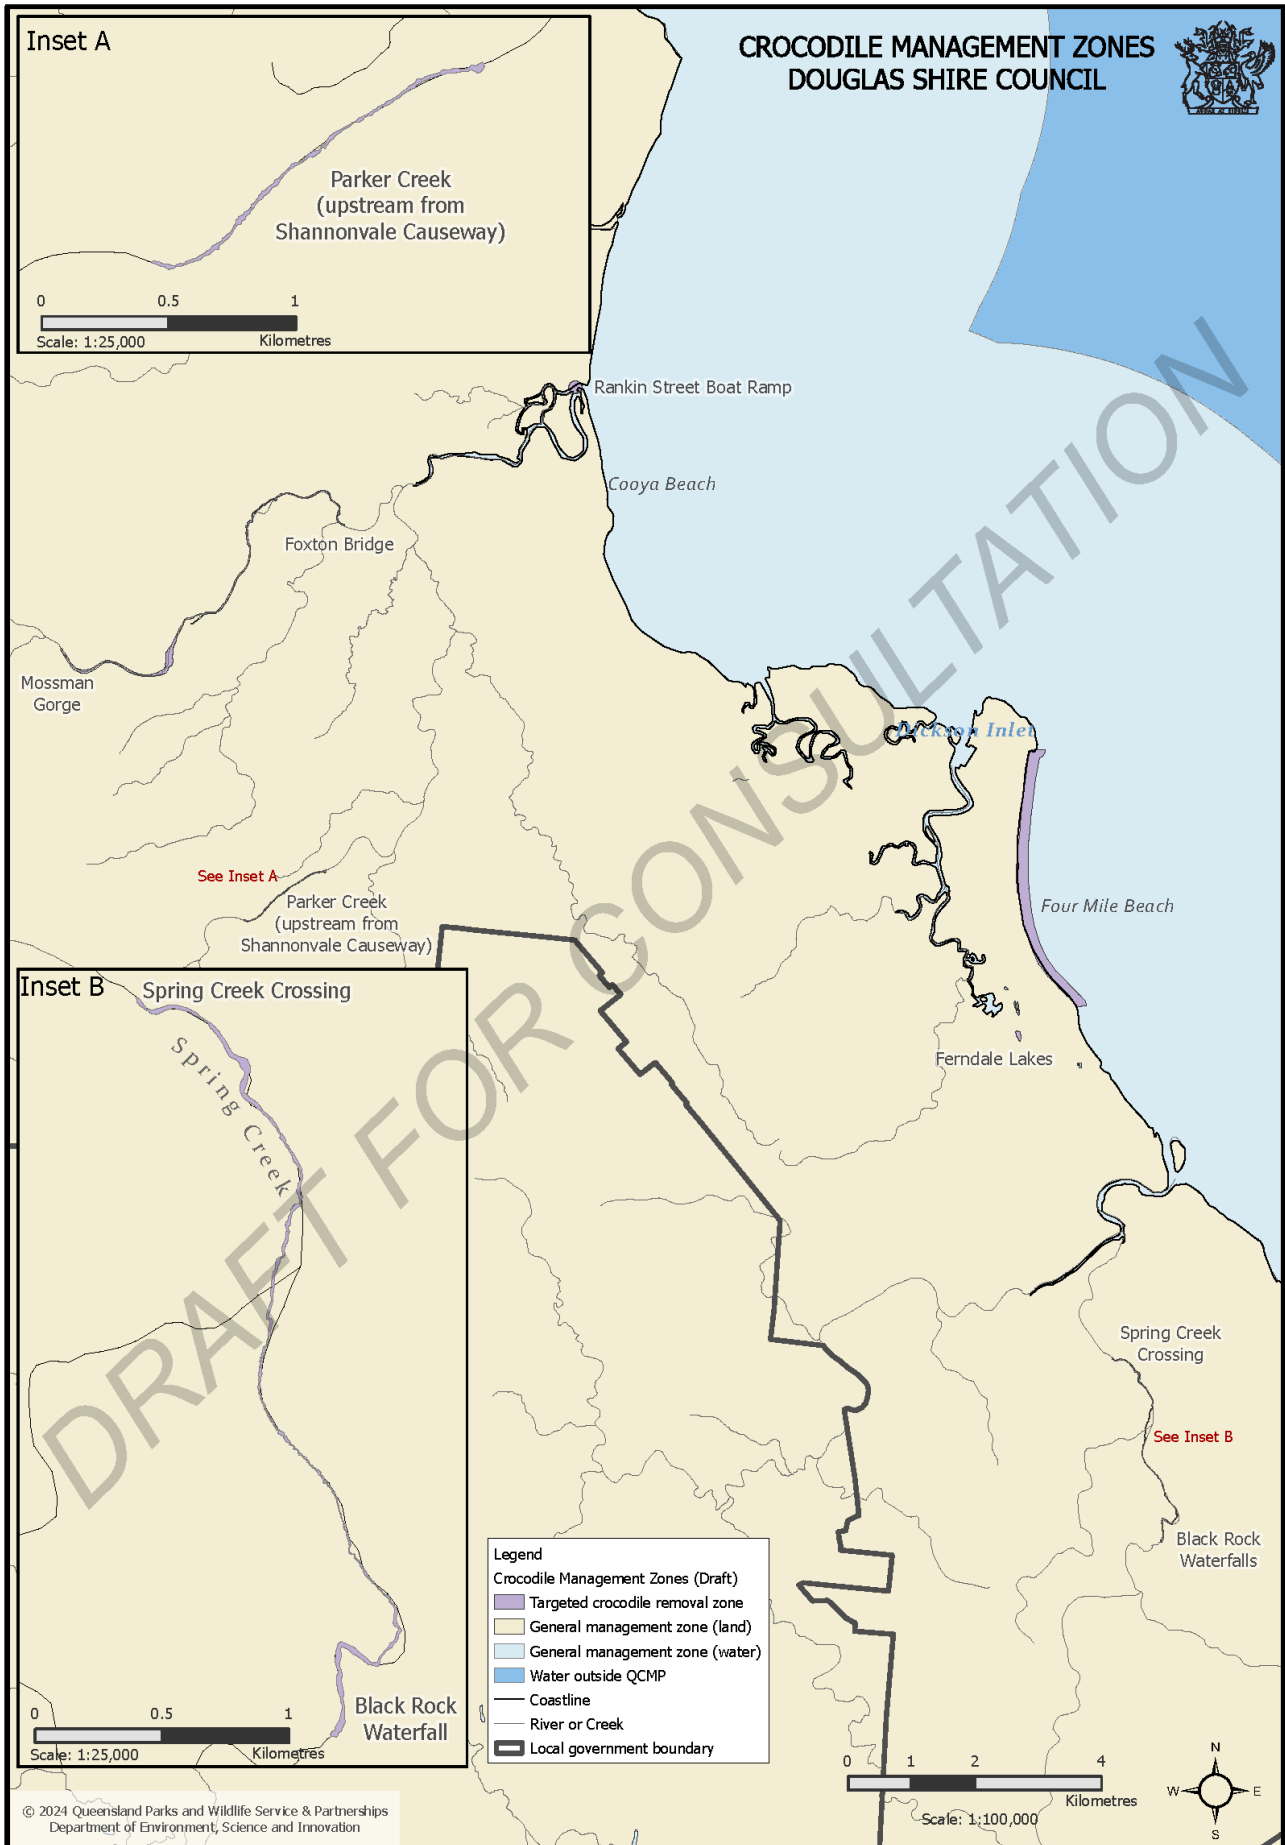 Inset A
CROCODILE MANAGEMENT ZONES
DOUGLAS SHIRE COUNCIL
Parker Creek
(upstream from
Shannonvale Causeway)
0 0.5 1
Scale: 1:25,000 Kilometres
Rankin Street Boat Ramp
Cooya Beach
Foxton Bridge
Mossman
Gorge
Dickson Inlet
See Inset A
Parker Creek
(upstream from
Shannonvale Causeway)
Four Mile Beach
Ferndale Lakes
Inset B
Spring Creek Crossing
Spring Creek
Black Rock
Waterfall
0 0.5 1
Scale: 1:25,000 Kilometres
Spring Creek
Crossing
See Inset B
Black Rock
Waterfalls
Legend
Crocodile Management Zones (Draft)
Targeted crocodile removal zone
General management zone (land)
General management zone (water)
Water outside QCMP
Coastline
River or Creek
Local government boundary
0 1 2 4
Kilometres
Scale: 1:100,000
N
W E
S
© 2024 Queensland Parks and Wildlife Service & Partnerships
Department of Environment, Science and Innovation
DRAFT FOR CONSULTATION